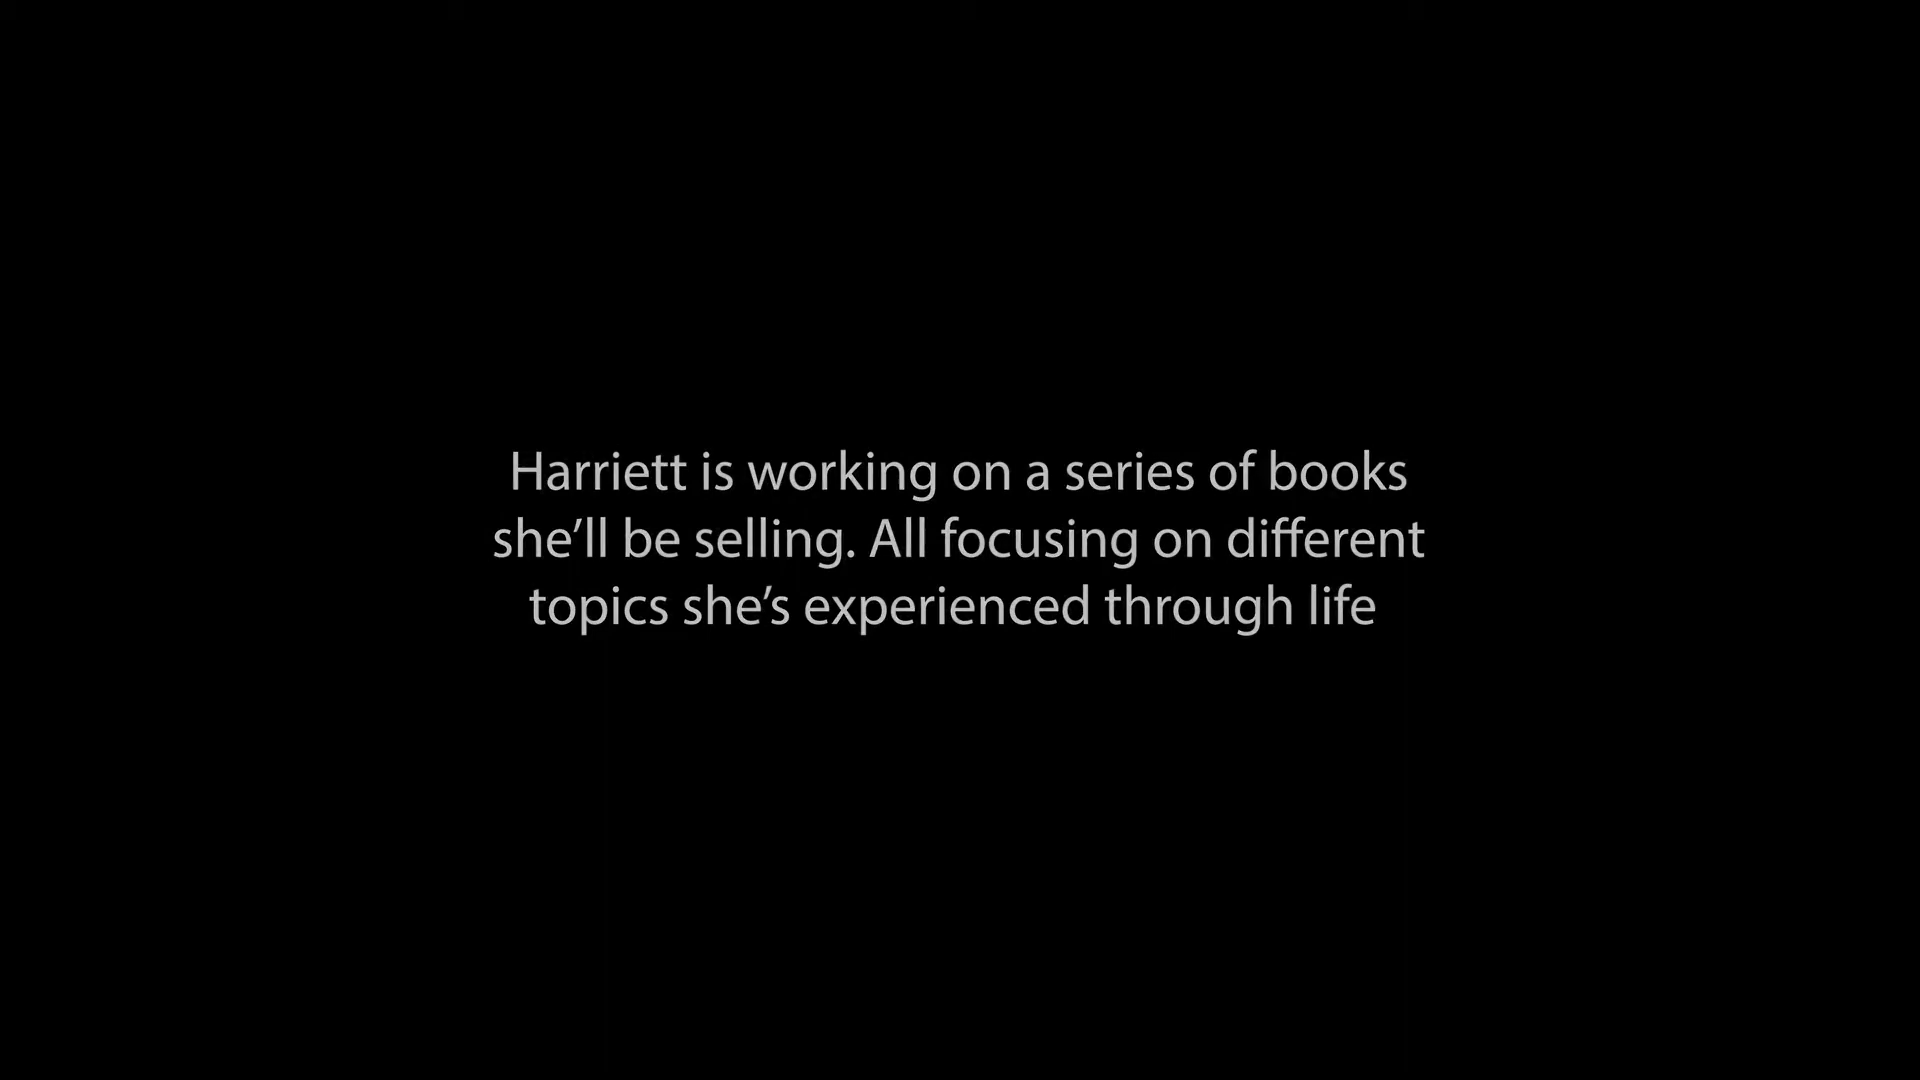 Harriett is working on a series of books
she’ll be selling. All focusing on different
topics she’s experienced through life